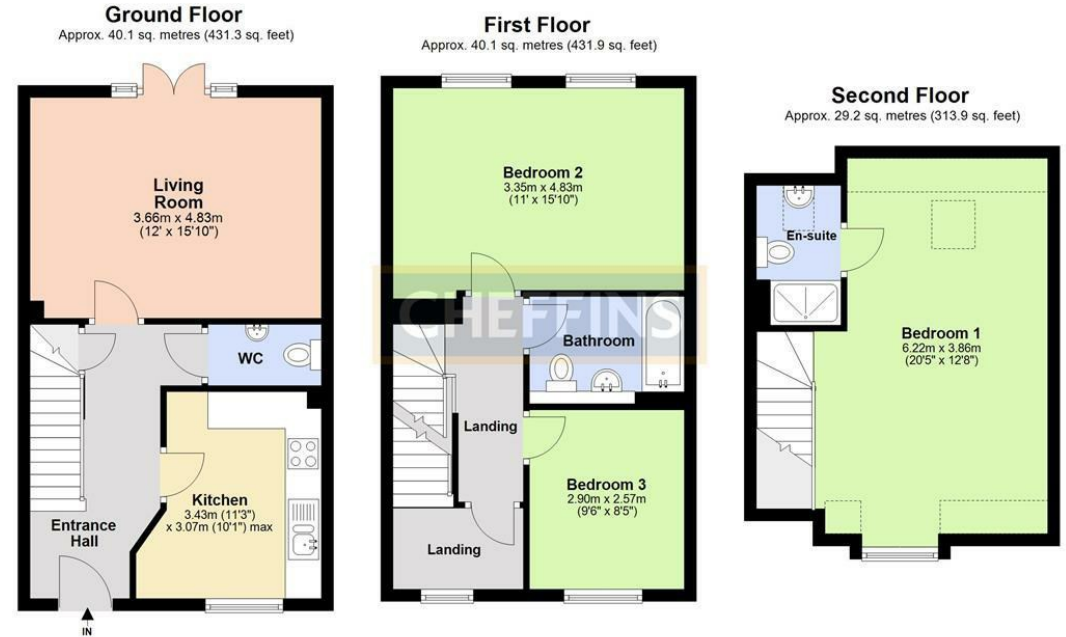 Ground Floor
Approx. 40.1 sq. metres (431.3 sq. feet)
Living
Room
3.66m x 4.83m
(12' x 15'10")
WC
Kitchen
3.43m (11'3")
x 3.07m (10'1") max
Entrance
Hall
IN
First Floor
Approx. 40.1 sq. metres (431.9 sq. feet)
Bedroom 2
3.35m x 4.83m
(11' x 15'10")
CHEFFINS
Bathroom
Landing
Bedroom 3
2.90m x 2.57m
(9'6" x 8'5")
Landing
Second Floor
Approx. 29.2 sq. metres (313.9 sq. feet)
En-suite
Bedroom 1
6.22m x 3.86m
(20'5" x 12'8")